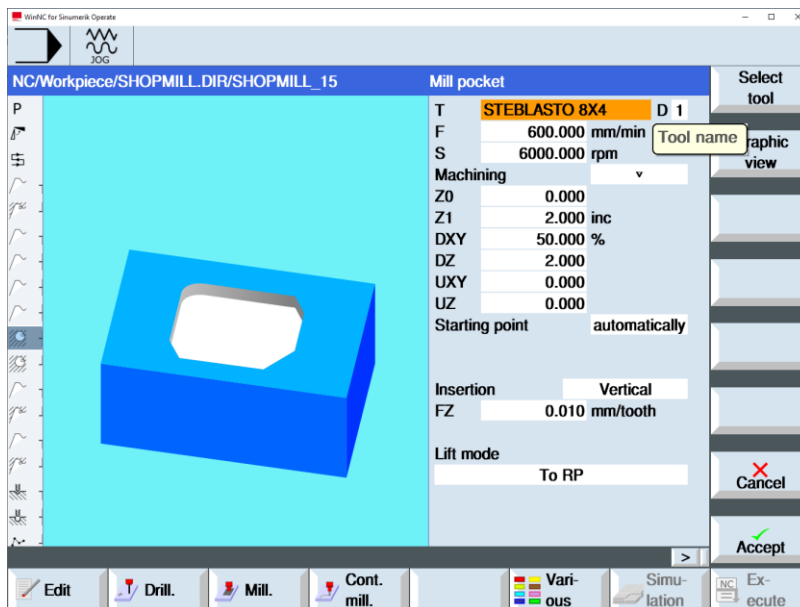 WinNC for Sinumerik Operate
JOG
NC/Workpiece/SHOPMILL.DIR/SHOPMILL_15
Mill pocket
Select
tool
P
T STEBLASTO 8X4 D 1
F 600.000 mm/min
Tool name
raphic
view
S 6000.000 rpm
Machining v
Z0 0.000
Z1 2.000 inc
DXY 50.000 %
DZ 2.000
UXY 0.000
UZ 0.000
Starting point automatically
Insertion Vertical
FZ 0.010 mm/tooth
Lift mode
To RP
Cancel
Accept
>
Edit
Drill.
Mill.
Cont.
mill.
Vari-
ous
Simu-
lation
NC
Ex-
ecute